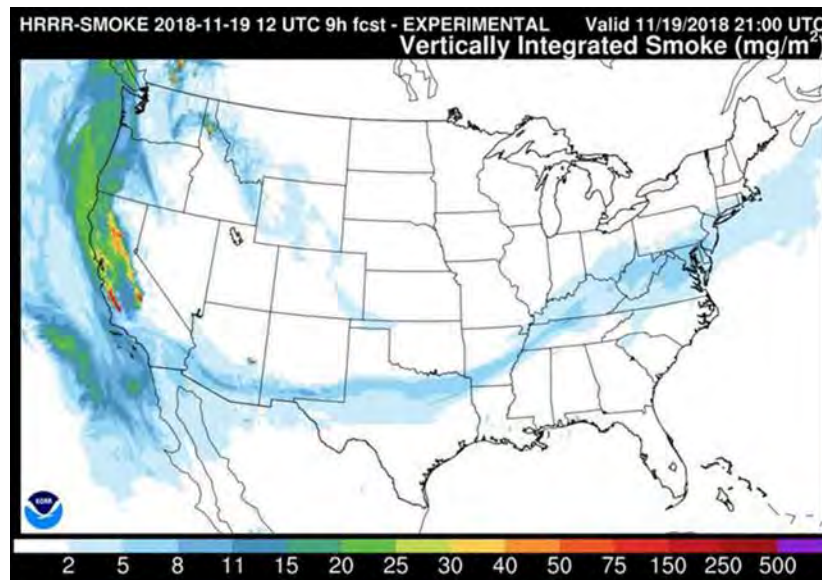 HRRR-SMOKE 2018-11-19 12 UTC 9h fcst - EXPERIMENTAL Valid 11/19/2018 21:00 UTC
Vertically Integrated Smoke (mg/m²)
2 5 8 11 15 20 25 30 40 50 75 150 250 500